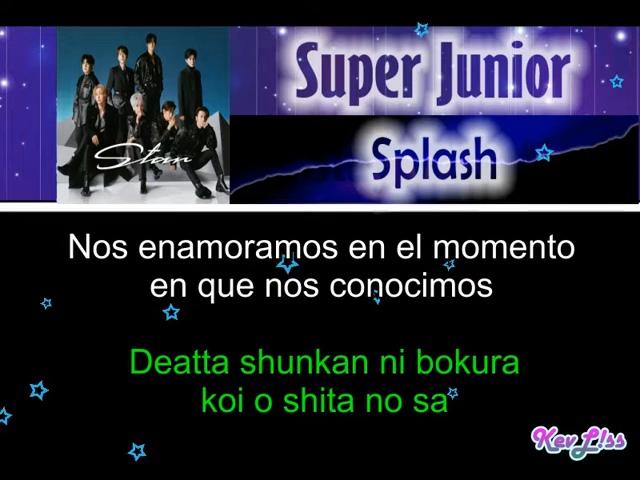 Super Junior
Star
Splash
Nos enamoramos en el momento
en que nos conocimos
Deatta shunkan ni bokura
koi o shita no sa
KevL!ss